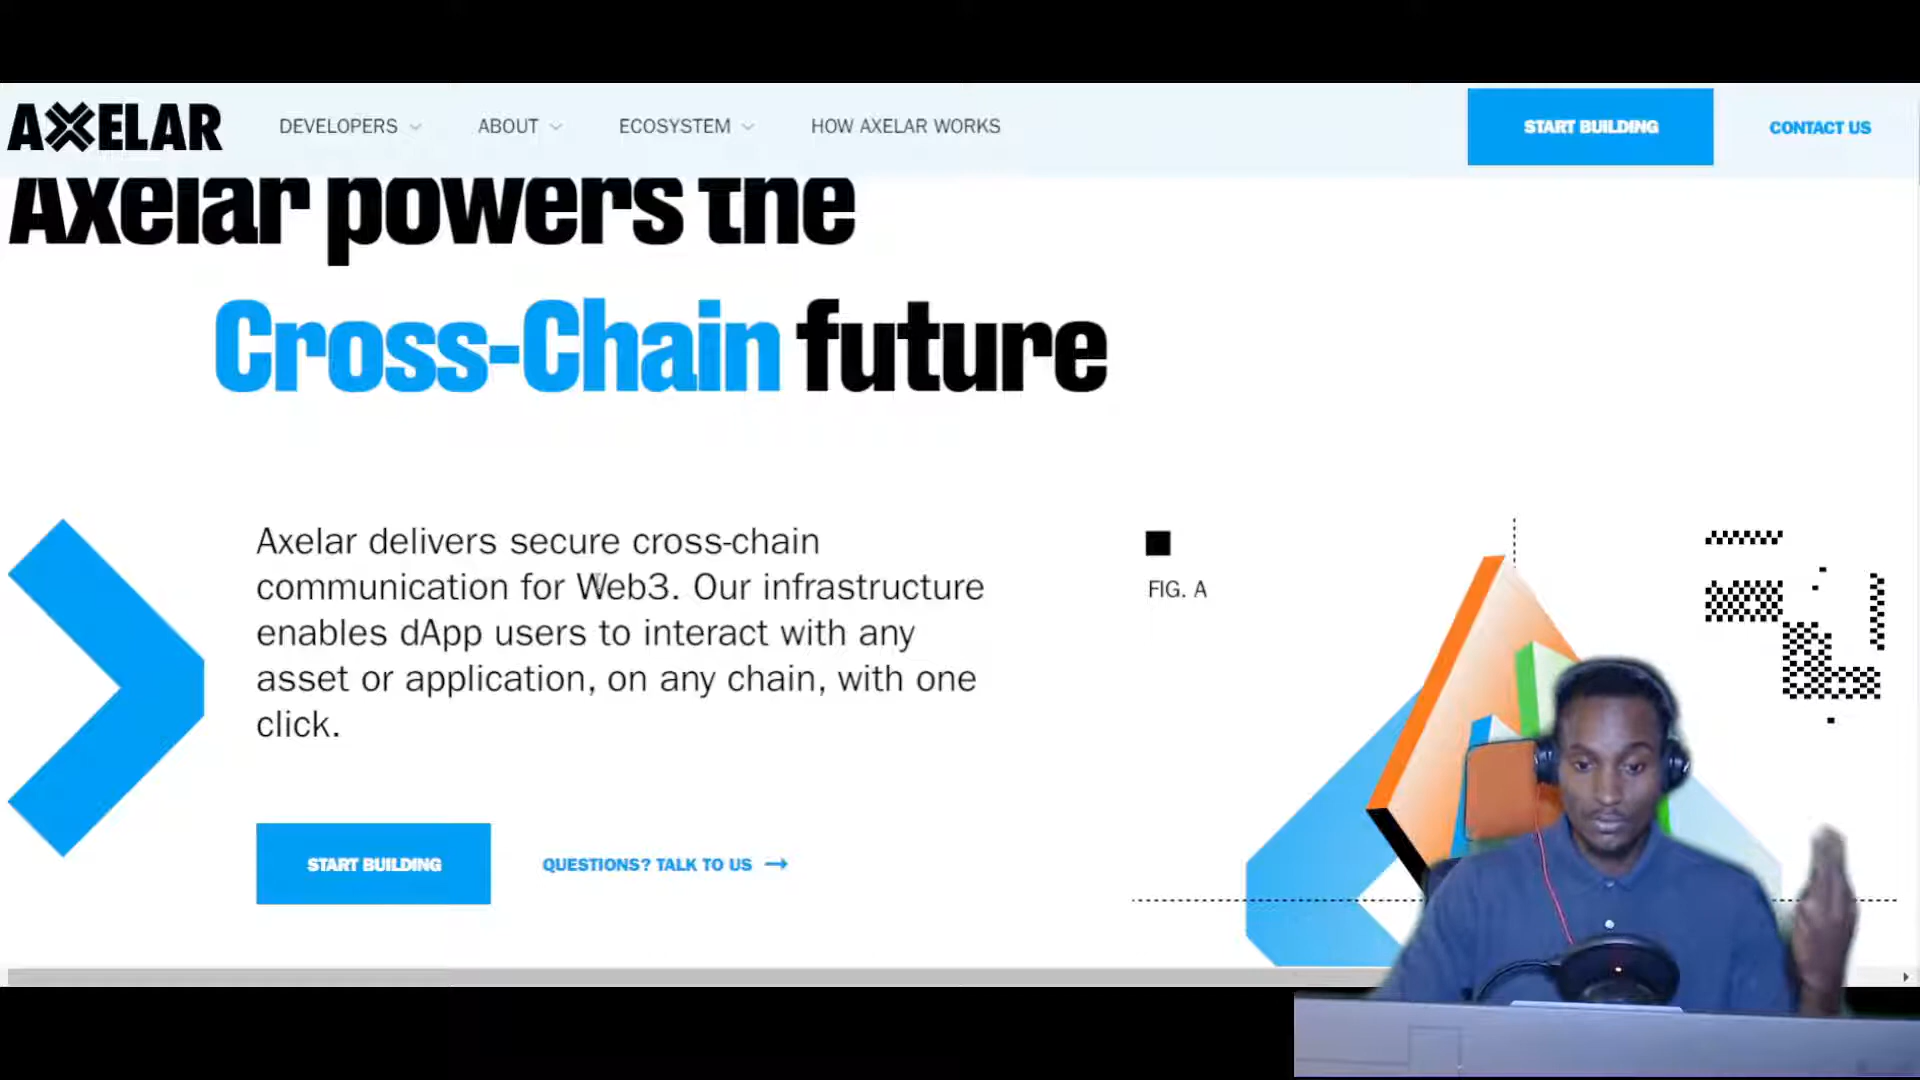 AXELAR
DEVELOPERS
ABOUT
ECOSYSTEM
HOW AXELAR WORKS
START BUILDING
CONTACT US
Axelar powers the
Cross-Chain future
Axelar delivers secure cross-chain
communication for Web3. Our infrastructure
enables dApp users to interact with any
asset or application, on any chain, with one
click.
FIG. A
START BUILDING
QUESTIONS? TALK TO US →